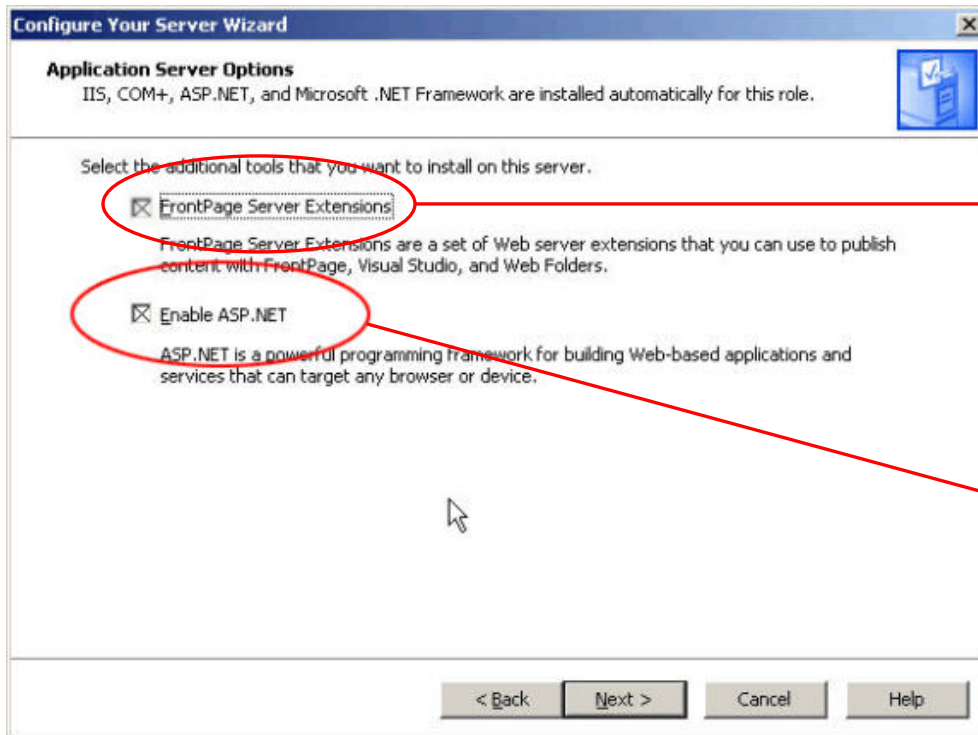 Configure Your Server Wizard
Application Server Options
IIS, COM+, ASP.NET, and Microsoft .NET Framework are installed automatically for this role.
Select the additional tools that you want to install on this server.
FrontPage Server Extensions
FrontPage Server Extensions are a set of Web server extensions that you can use to publish
content with FrontPage, Visual Studio, and Web Folders.
Enable ASP.NET
ASP.NET is a powerful programming framework for building Web-based applications and
services that can target any browser or device.
< Back Next > Cancel Help